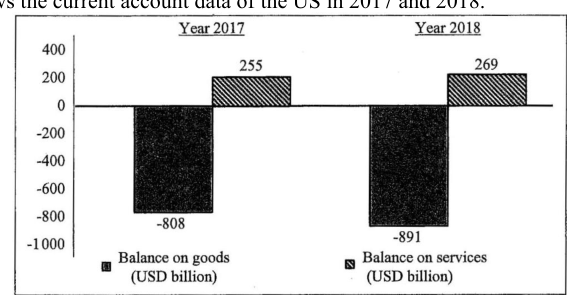 ws the current account data of the US in 2017 and 2018.
Year 2017 Year 2018
400
200
0
-200
-400
-600
-800
-1000
255
269
-808
-891
Balance on goods
(USD billion)
Balance on services
(USD billion)